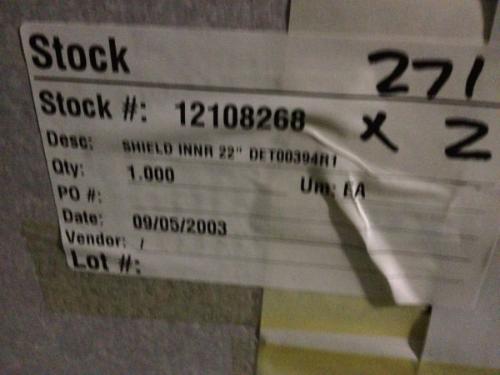 Stock
271
Stock #: 12108268
x 2
Desc: SHIELD INNR 22" DET00394R1
Qty: 1.000 Um: EA
PO #:
Date: 09/05/2003
Vendor: /
Lot #: